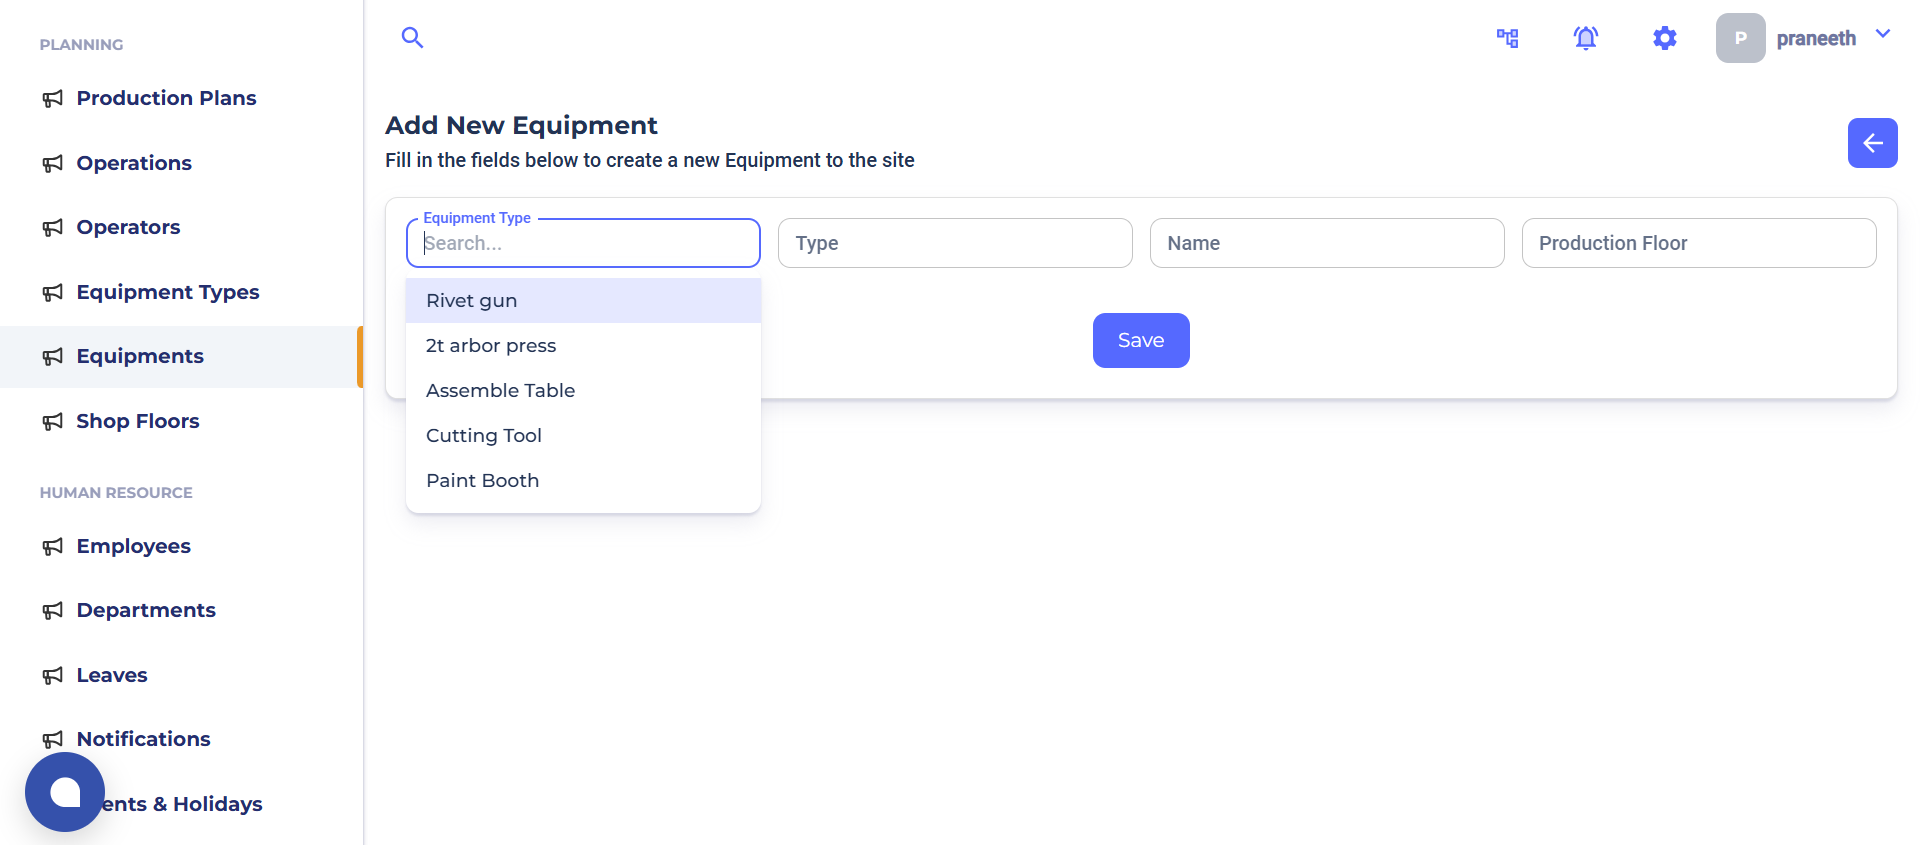 PLANNING
Production Plans
Operations
Operators
Equipment Types
Equipments
Shop Floors
HUMAN RESOURCE
Employees
Departments
Leaves
Notifications
ents & Holidays
P
praneeth
Add New Equipment
Fill in the fields below to create a new Equipment to the site
Equipment Type
Search...
Type
Name
Production Floor
Rivet gun
2t arbor press
Assemble Table
Cutting Tool
Paint Booth
Save